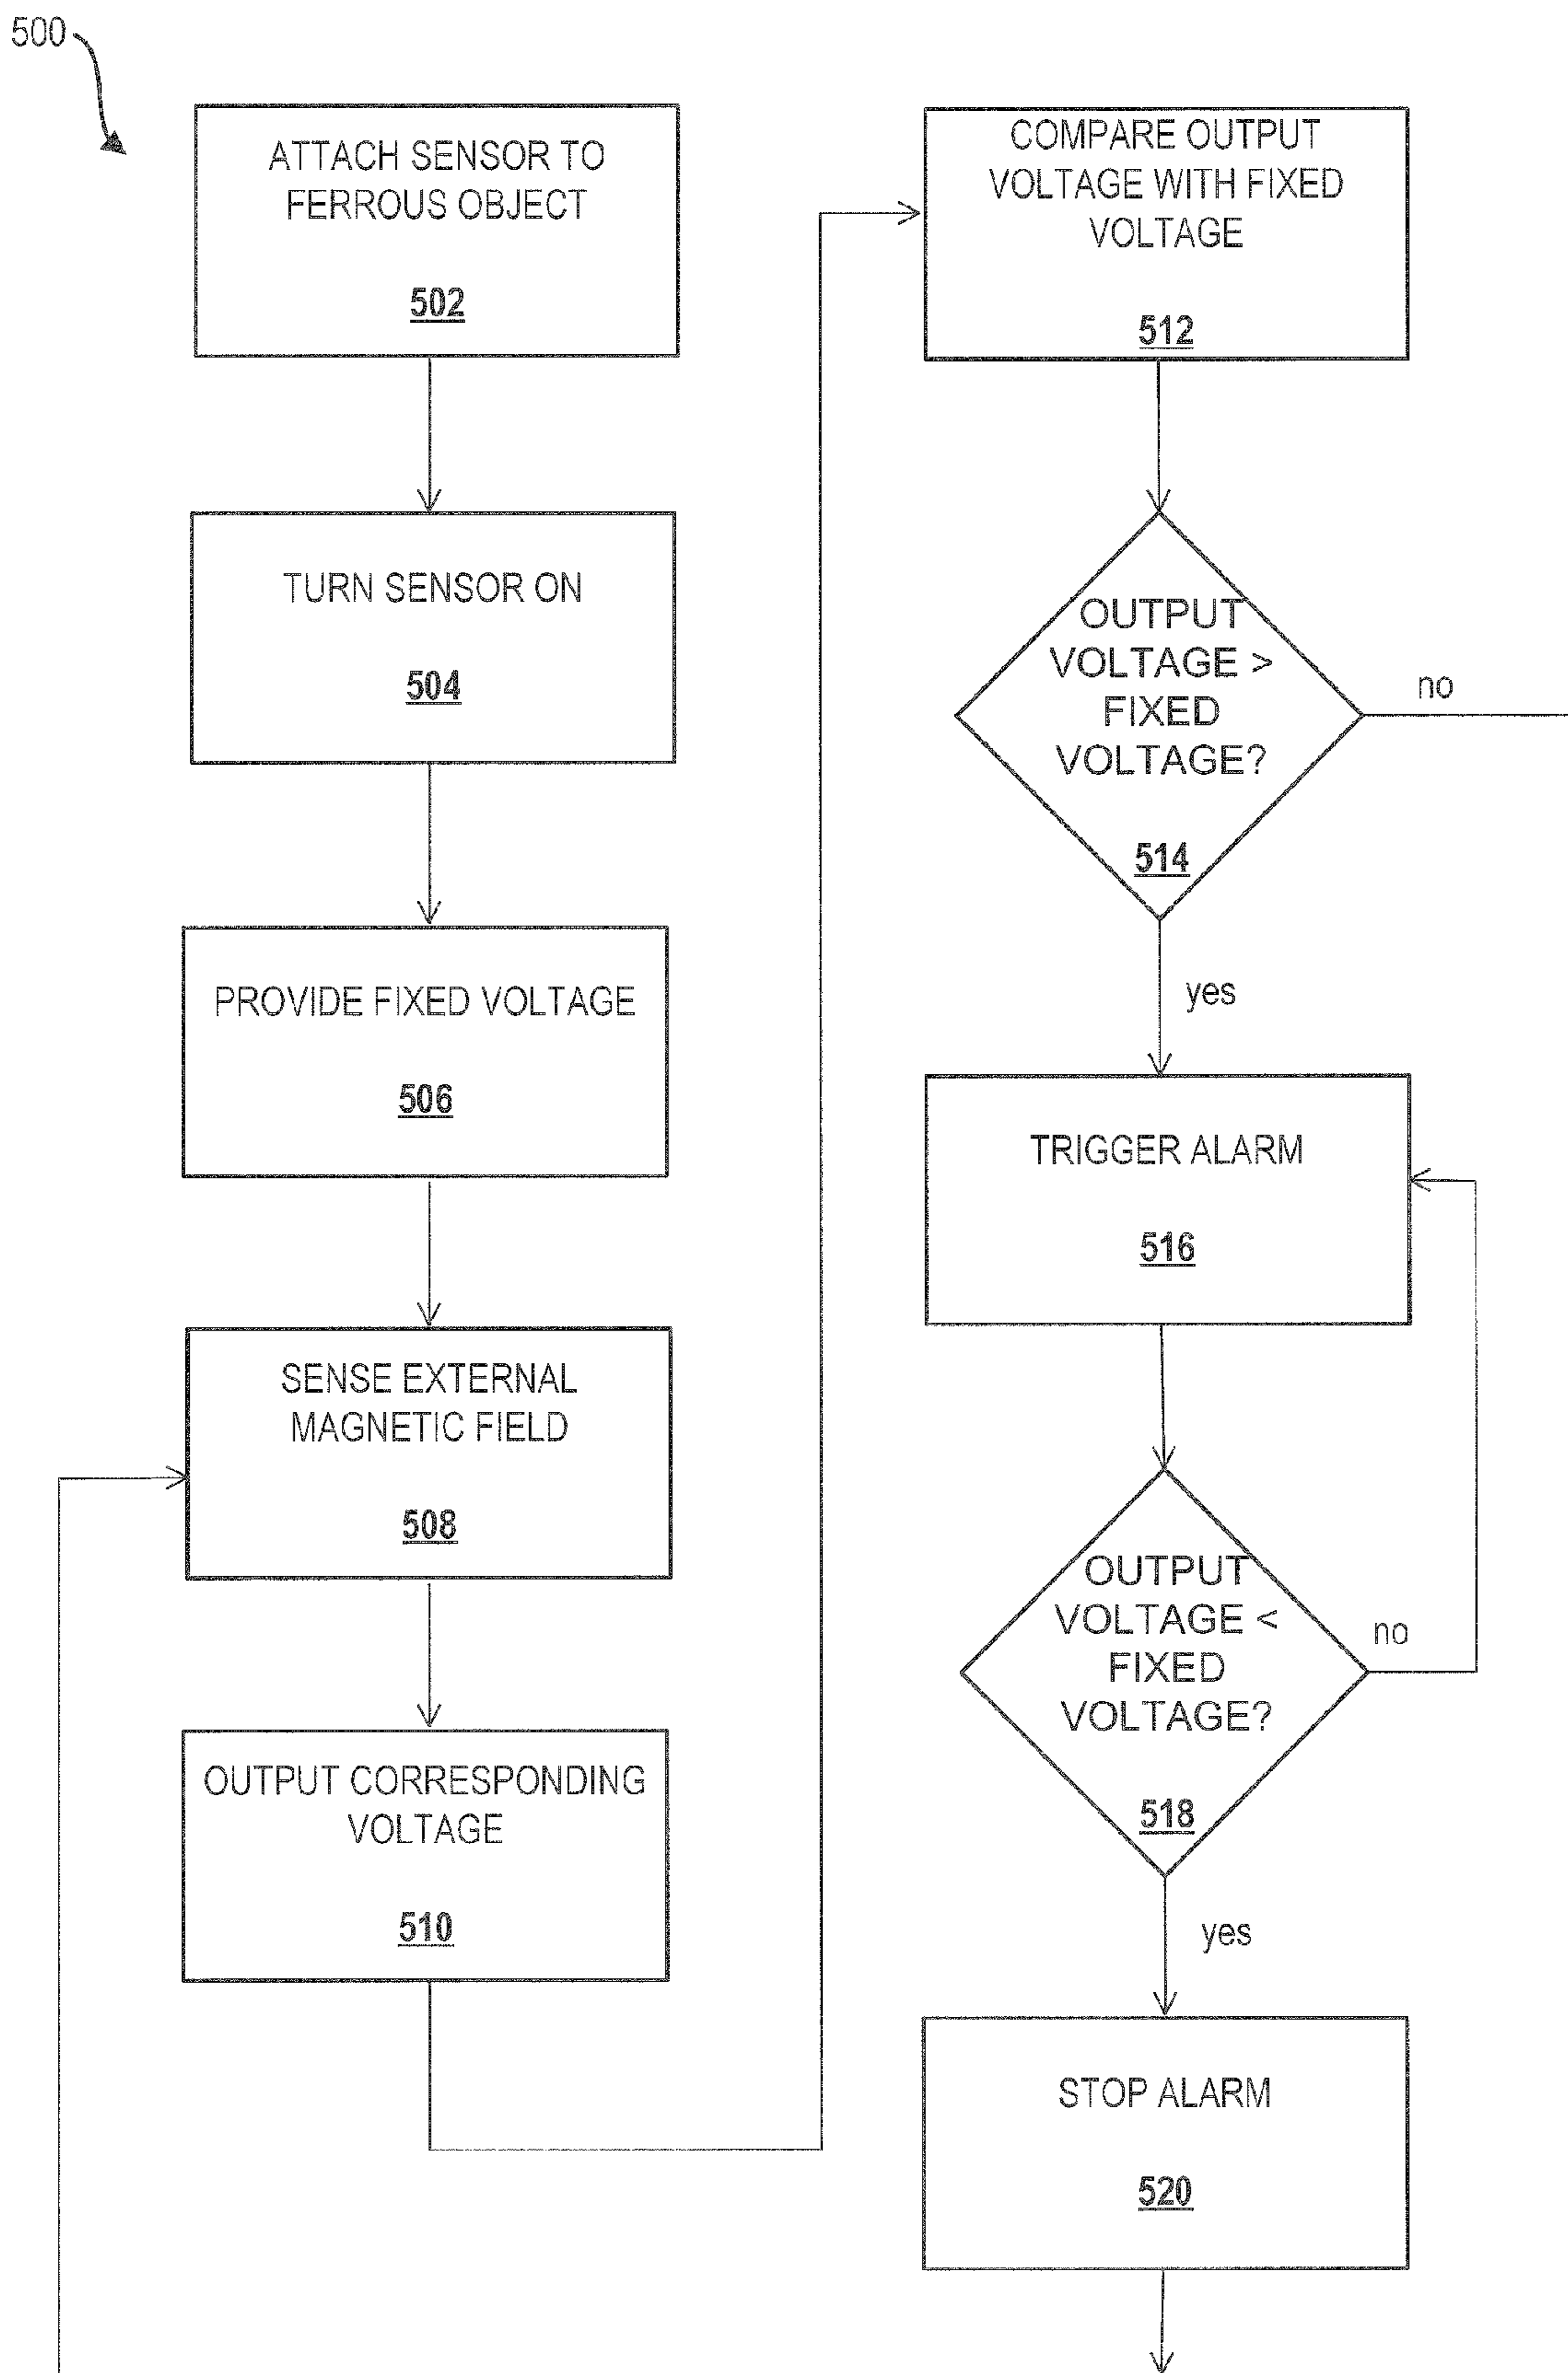 500
ATTACH SENSOR TO
FERROUS OBJECT
502
TURN SENSOR ON
504
PROVIDE FIXED VOLTAGE
506
SENSE EXTERNAL
MAGNETIC FIELD
508
OUTPUT CORRESPONDING
VOLTAGE
510
COMPARE OUTPUT
VOLTAGE WITH FIXED
VOLTAGE
512
OUTPUT
VOLTAGE >
FIXED
VOLTAGE?
514
no
yes
TRIGGER ALARM
516
OUTPUT
VOLTAGE <
FIXED
VOLTAGE?
518
no
yes
STOP ALARM
520